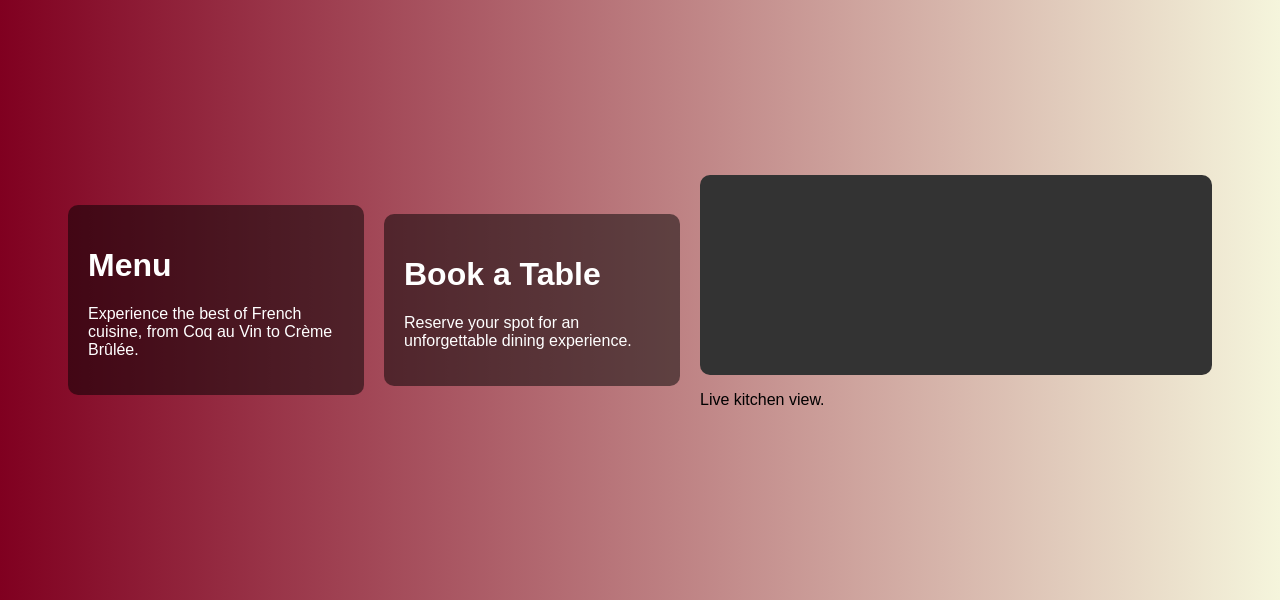 Menu
Experience the best of French
cuisine, from Coq au Vin to Crème
Brûlée.
Book a Table
Reserve your spot for an
unforgettable dining experience.
Live kitchen view.